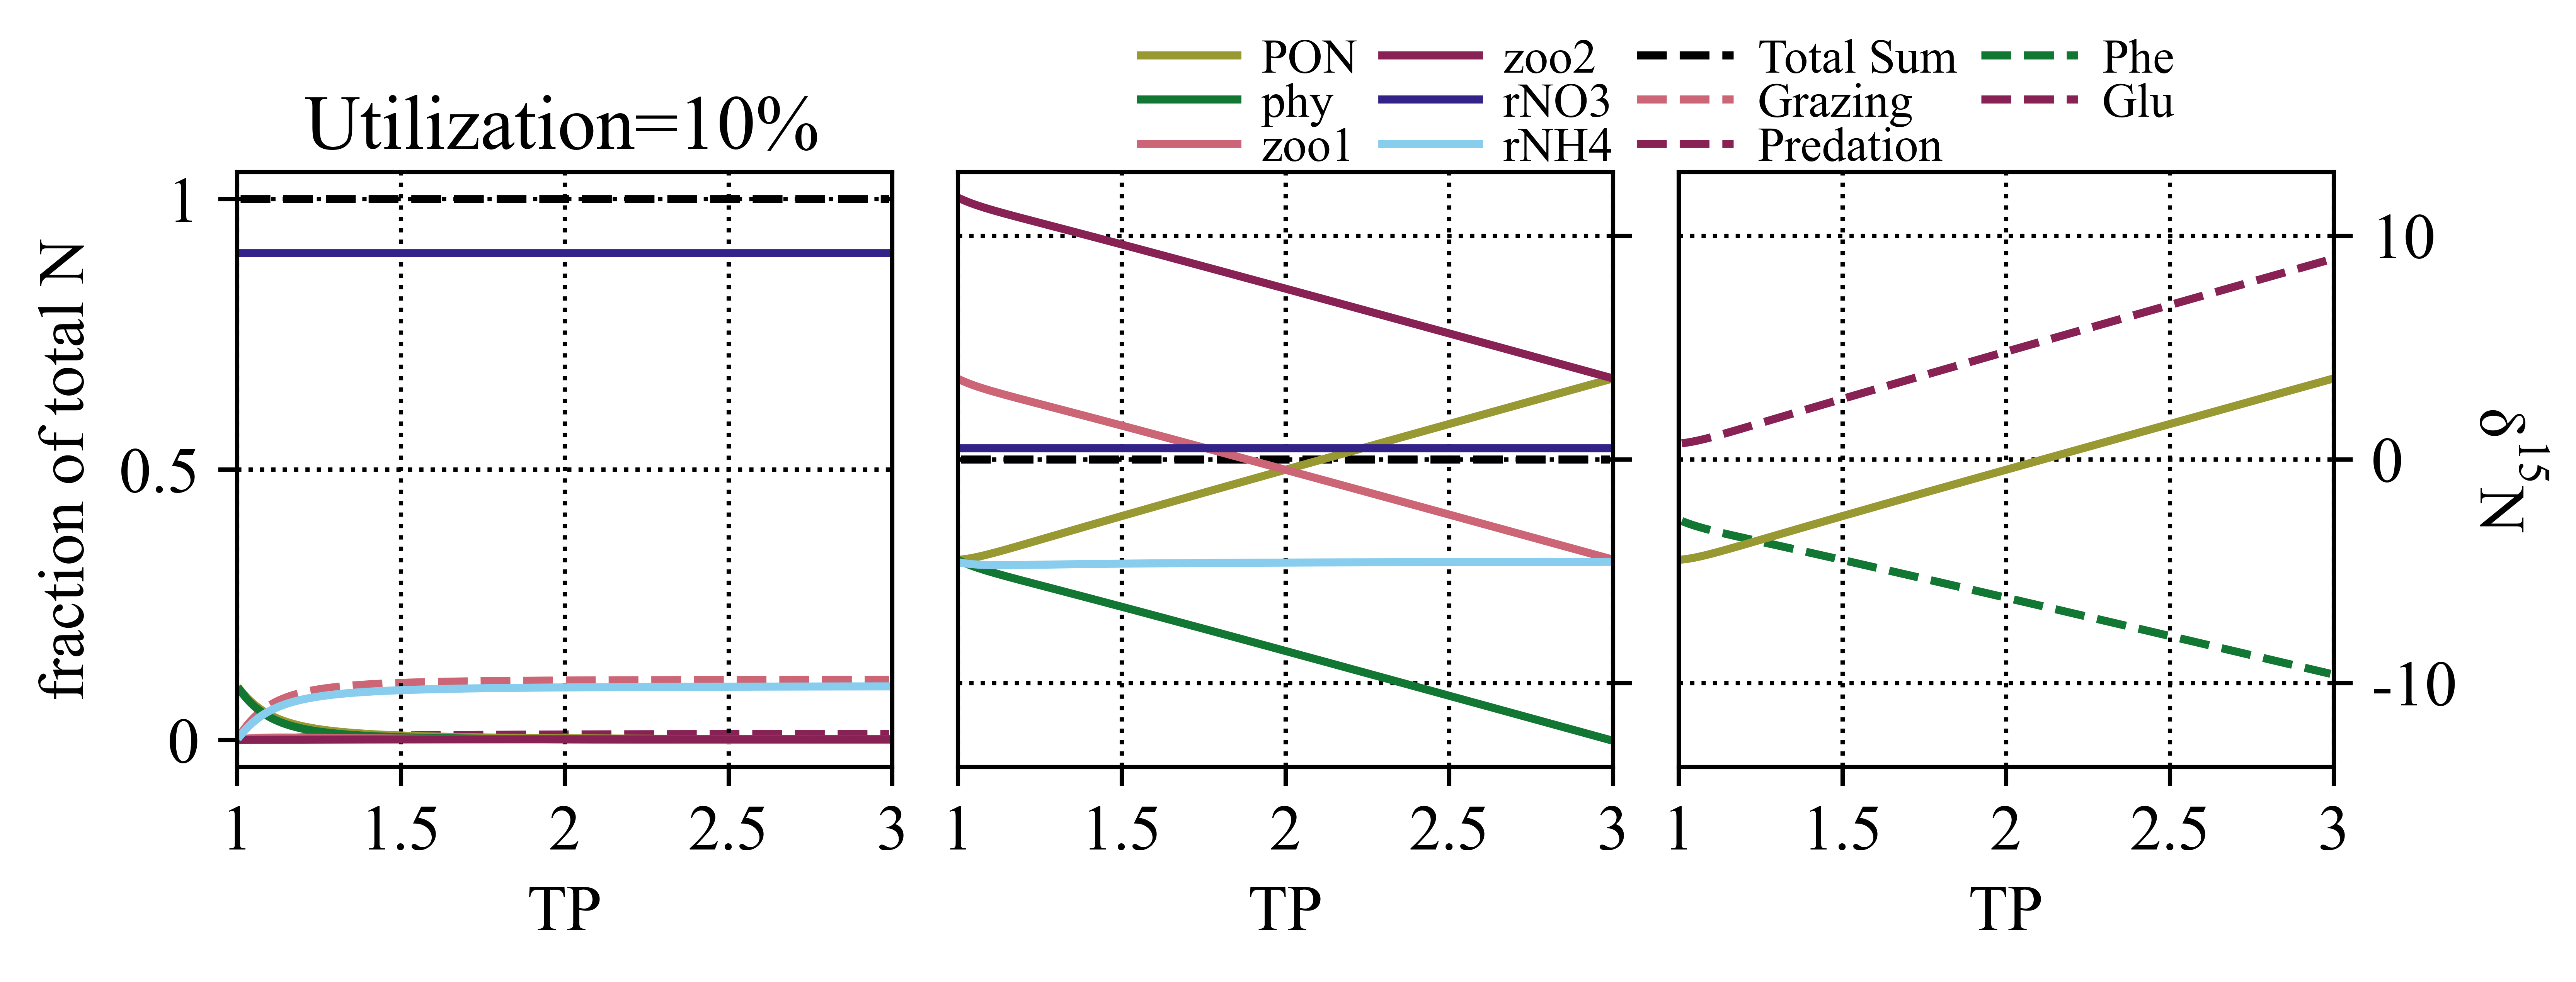 PON zoo2 Total Sum Phe
phy rNO3 Grazing Glu
zoo1 rNH4 Predation
Utilization=10%
fraction of total N
1
0.5
0
10
0
-10
δ15N
1 1.5 2 2.5 3 1 1.5 2 2.5 3 1 1.5 2 2.5 3
TP TP TP